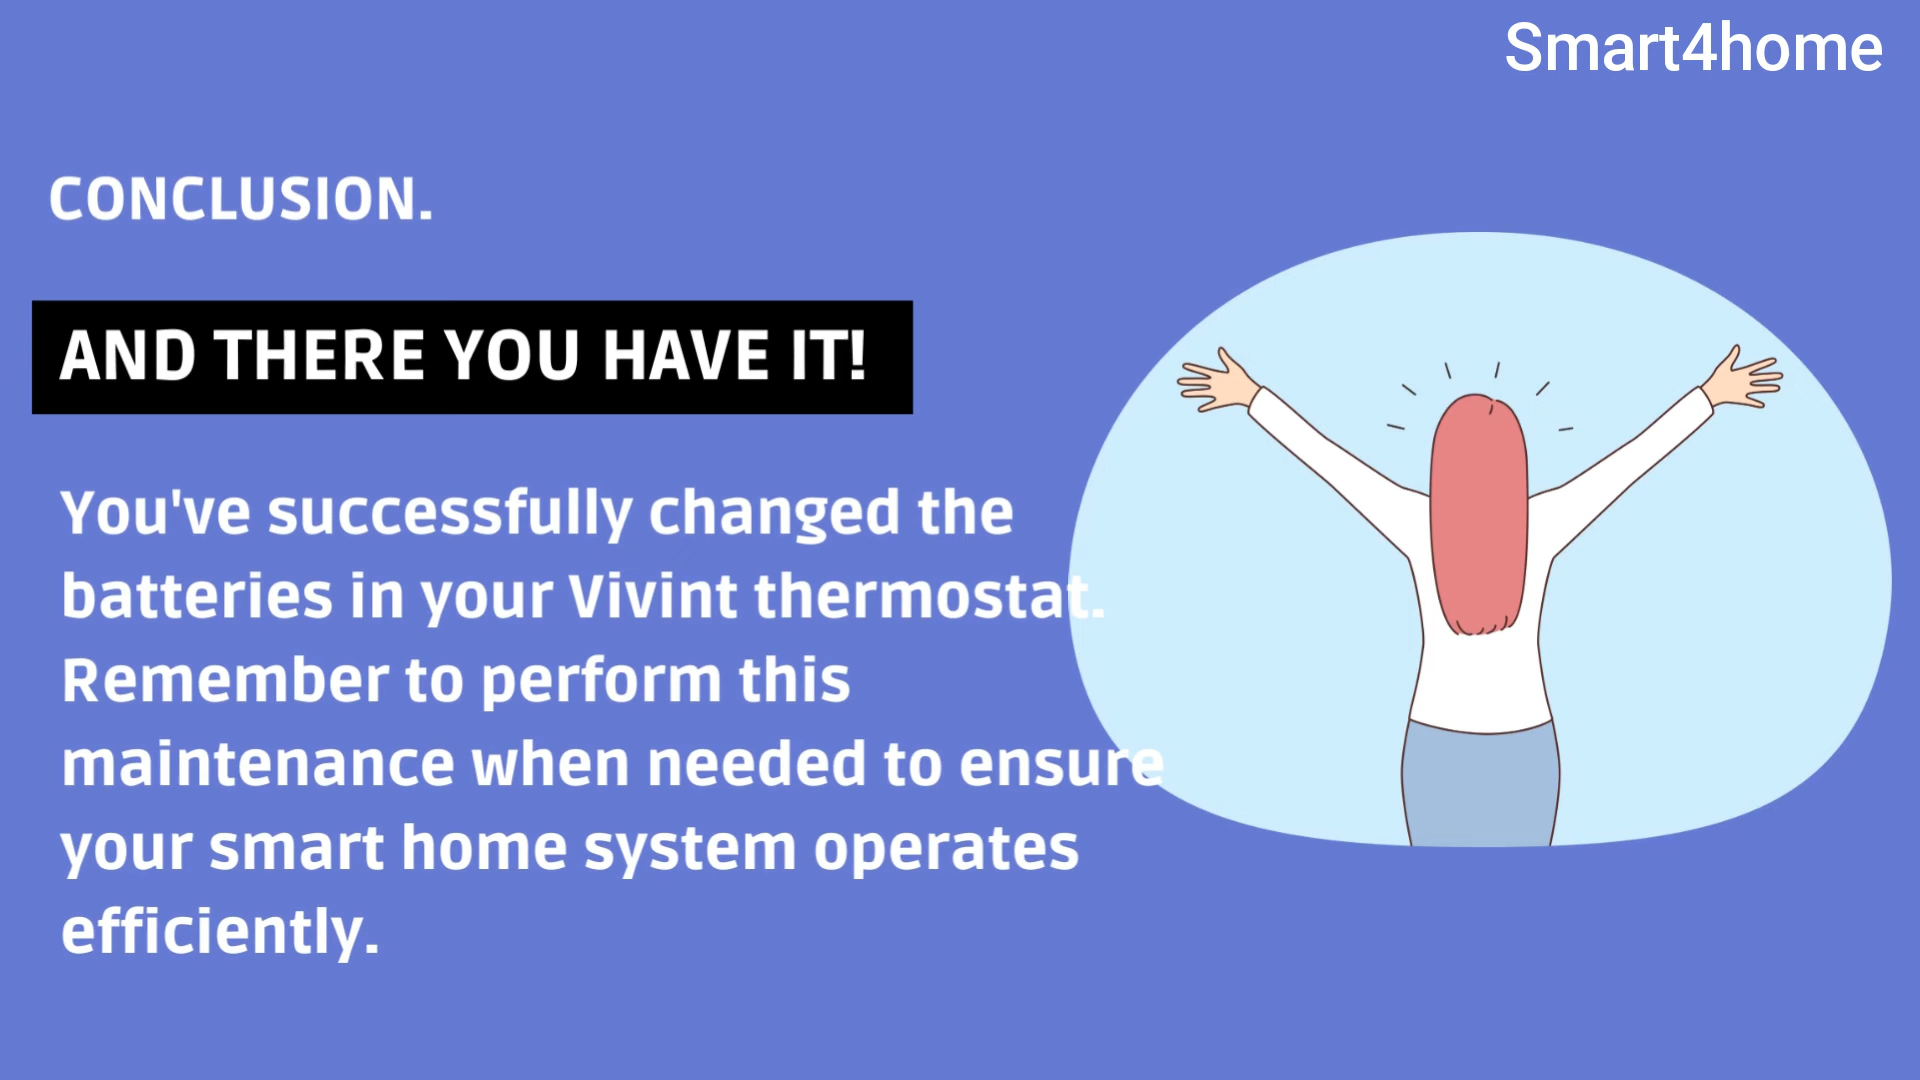 Smart4home
CONCLUSION.
AND THERE YOU HAVE IT!
You've successfully changed the
batteries in your Vivint thermostat.
Remember to perform this
maintenance when needed to ensure
your smart home system operates
efficiently.